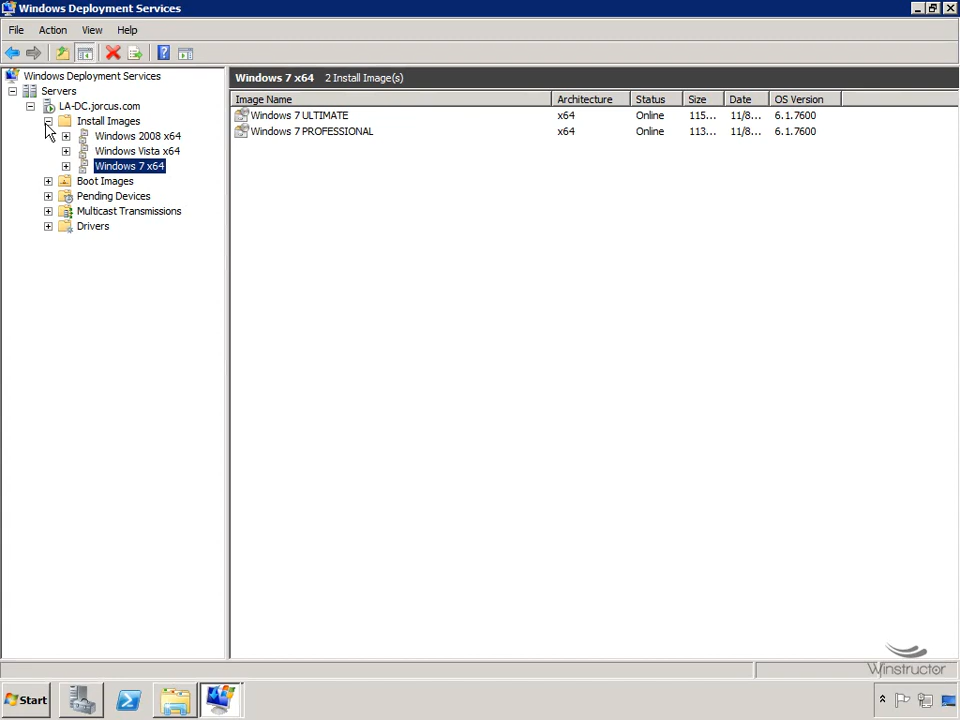 Windows Deployment Services
File Action View Help
Windows Deployment Services
Servers
LA-DC.jorcus.com
Install Images
Windows 2008 x64
Windows Vista x64
Windows 7 x64
Boot Images
Pending Devices
Multicast Transmissions
Drivers
Windows 7 x64 2 Install Image(s)
Image Name Architecture Status Size Date OS Version
Windows 7 ULTIMATE x64 Online 115... 11/8... 6.1.7600
Windows 7 PROFESSIONAL x64 Online 113... 11/8... 6.1.7600
Winstructor
Start